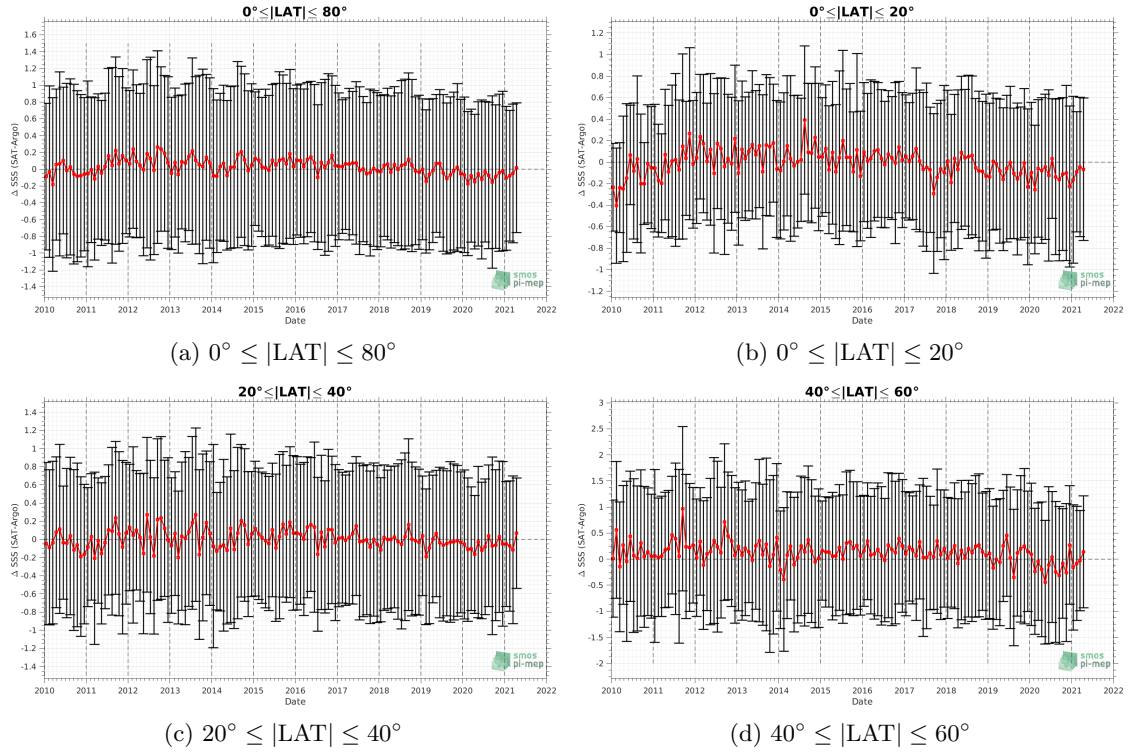 0°≤|LAT|≤ 80°
Δ SSS (SAT-Argo)
1.6
1.4
1.2
1
0.8
0.6
0.4
0.2
0
-0.2
-0.4
-0.6
-0.8
-1
-1.2
-1.4
2010 2011 2012 2013 2014 2015 2016 2017 2018 2019 2020 2021 2022
Date
smos
pi-mep
(a) 0° ≤ |LAT| ≤ 80°
0°≤|LAT|≤ 20°
Δ SSS (SAT-Argo)
1.2
1
0.8
0.6
0.4
0.2
0
-0.2
-0.4
-0.6
-0.8
-1
-1.2
2010 2011 2012 2013 2014 2015 2016 2017 2018 2019 2020 2021 2022
Date
smos
pi-mep
(b) 0° ≤ |LAT| ≤ 20°
20°≤|LAT|≤ 40°
Δ SSS (SAT-Argo)
1.4
1.2
1
0.8
0.6
0.4
0.2
0
-0.2
-0.4
-0.6
-0.8
-1
-1.2
-1.4
2010 2011 2012 2013 2014 2015 2016 2017 2018 2019 2020 2021 2022
Date
smos
pi-mep
(c) 20° ≤ |LAT| ≤ 40°
40°≤|LAT|≤ 60°
Δ SSS (SAT-Argo)
3
2.5
2
1.5
1
0.5
0
-0.5
-1
-1.5
-2
2010 2011 2012 2013 2014 2015 2016 2017 2018 2019 2020 2021 2022
Date
smos
pi-mep
(d) 40° ≤ |LAT| ≤ 60°